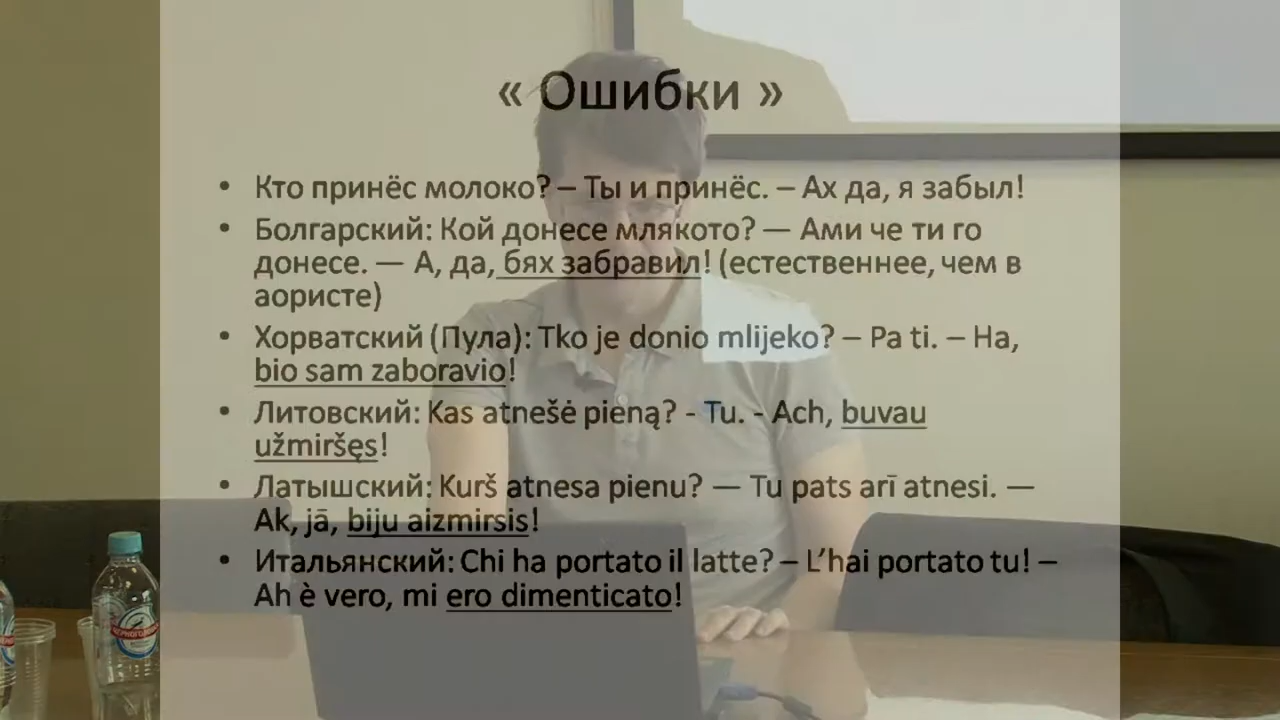 « Ошибки »
• Кто принёс молоко? – Ты и принёс. – Ах да, я забыл!
• Болгарский: Кой донесе млякото? — Ами че ти го
донесе. — А, да, бях забравил! (естественнее, чем в
аористе)
• Хорватский (Пула): Tko je donio mlijeko? – Pa ti. – Ha,
bio sam zaboravio!
• Литовский: Kas atnešė pieną? - Tu. - Ach, buvau
užmiršęs!
• Латышский: Kurš atnesa pienu? — Tu pats arī atnesi. —
Ak, jā, biju aizmirsis!
• Итальянский: Chi ha portato il latte? – L’hai portato tu! –
Ah è vero, mi ero dimenticato!